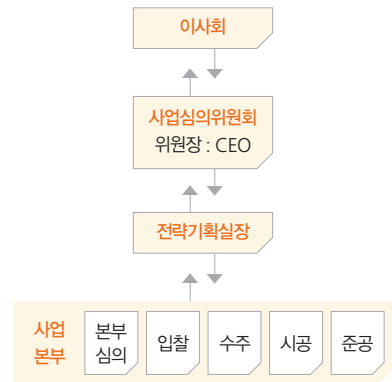 이사회
사업심의위원회
위원장 : CEO
전략기획실장
사업
본부
본부
심의
입찰
수주
시공
준공